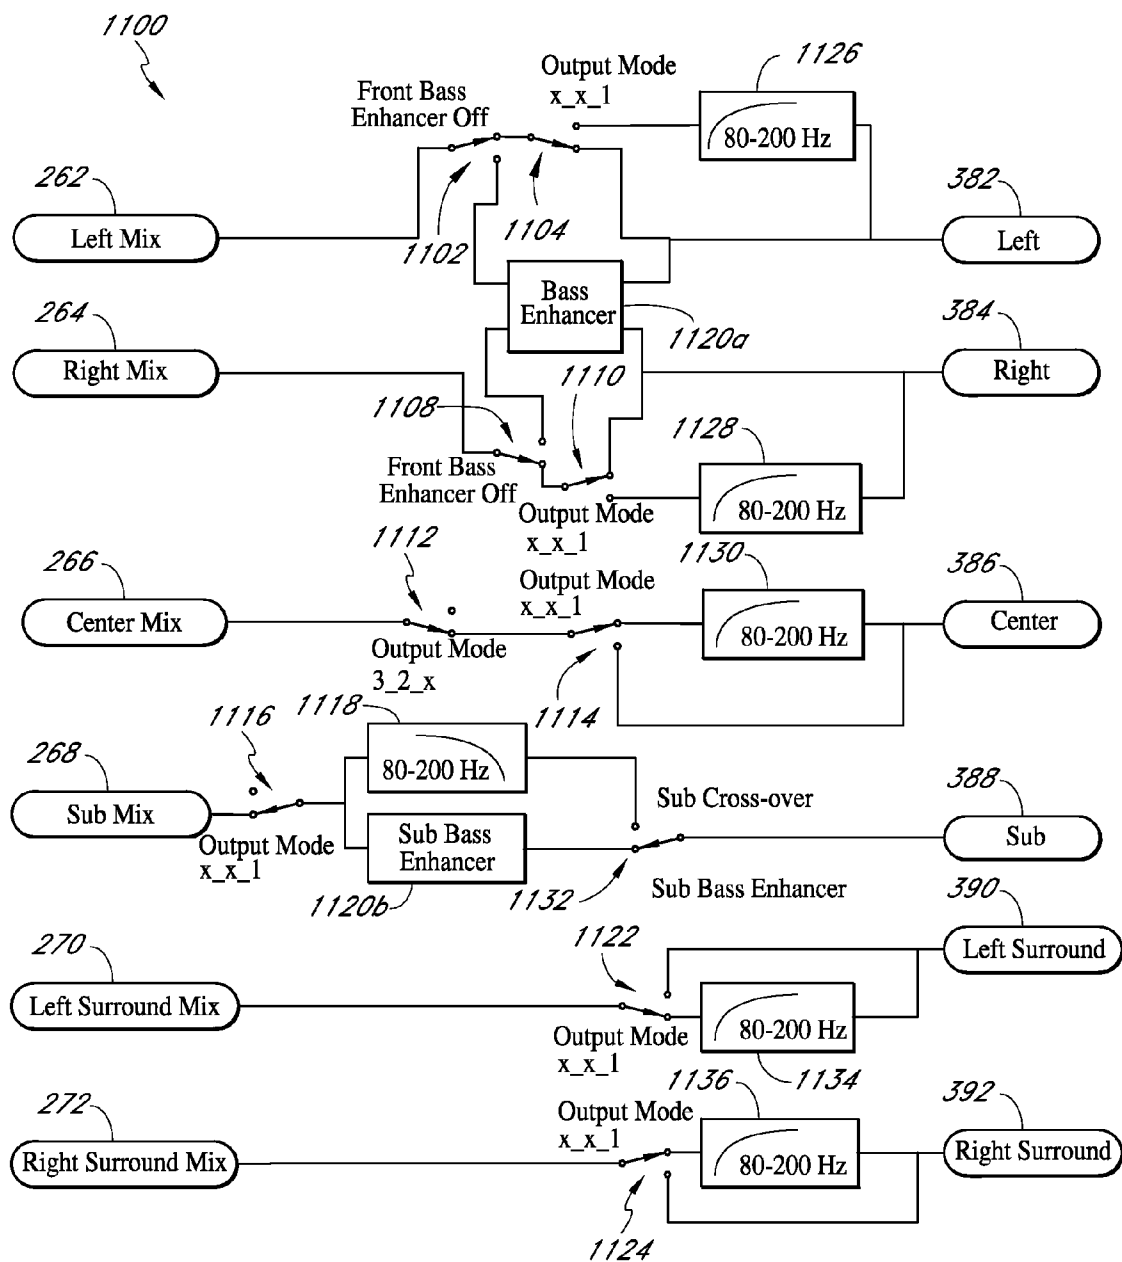 1100
Output Mode
x_x_1
1126
Front Bass
Enhancer Off
80-200 Hz
262
Left Mix
1102
1104
382
Left
Bass
Enhancer
1120a
264
Right Mix
384
Right
1110
1108
Front Bass
Enhancer Off
1128
80-200 Hz
Output Mode
x_x_1
1112
266
Center Mix
Output Mode
3_2_x
Output Mode
x_x_1
1130
80-200 Hz
386
Center
1114
1116
1118
80-200 Hz
268
Sub Mix
Output Mode
x_x_1
Sub Bass
Enhancer
1120b
Sub Cross-over
1132
Sub Bass Enhancer
388
Sub
390
Left Surround
270
Left Surround Mix
1122
Output Mode
x_x_1
80-200 Hz
1134
272
Right Surround Mix
Output Mode
x_x_1
1136
80-200 Hz
392
Right Surround
1124